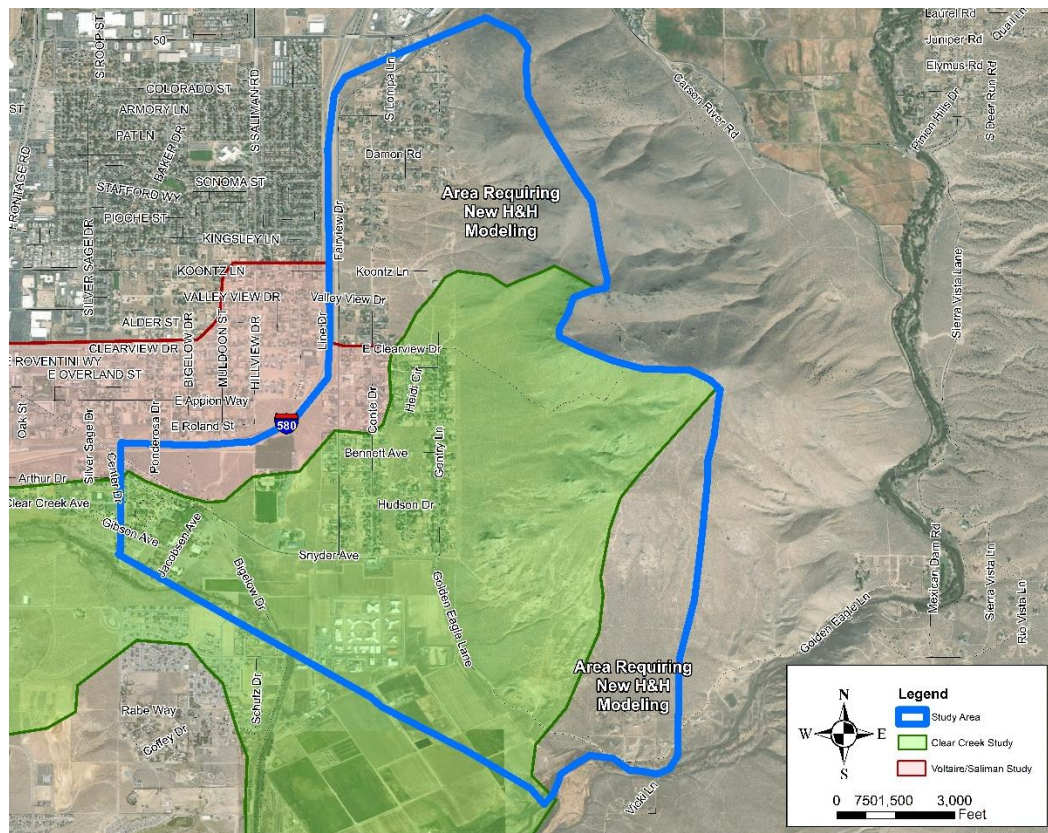 S ROOP ST
50
COLORADO ST
ARMORY LN
PAT LN
BAKER DR
S SALIMAN RD
STAFFORD WY
SONOMA ST
PIOCHE ST
KINGSLEY LN
FRONTAGE RD
ST
SILVER SAGE DR
KOONTZ LN
VALLEY VIEW DR
ALDER ST
CLEARVIEW DR
E ROVENTINI WY
E OVERLAND ST
BIGELOW DR
MULDOON ST
HILLVIEW DR
E Appion Way
E Roland St
Oak St
Silver Sage Dr
Ponderosa Dr
Center Dr
Arthur Dr
Clear Creek Ave
Gibson Ave
Jacobsen Ave
580
S Lompa Ln
Damon Rd
Fairview Dr
Koontz Ln
Valley View Dr
Line Dr
E Clearview Dr
Heidi Cir
Conte Dr
Gentry Ln
Bennett Ave
Hudson Dr
Snyder Ave
Bigelow Dr
Golden Eagle Lane
Schulz Dr
Rabe Way
Coffey Dr
Area Requiring
New H&H
Modeling
Area Requiring
New H&H
Modeling
Carson River Rd
Laurel Rd
Juniper Rd
Elymus Rd
Quail Ln
Pinion Hills Dr
S Deer Run Rd
Sierra Vista Lane
Mexican Dam Rd
Sierra Vista Ln
Rio Vista Ln
Golden Eagle Ln
Vicki Ln
N
W
E
S
Legend
Study Area
Clear Creek Study
Voltaire/Saliman Study
0 7501,500 3,000
Feet